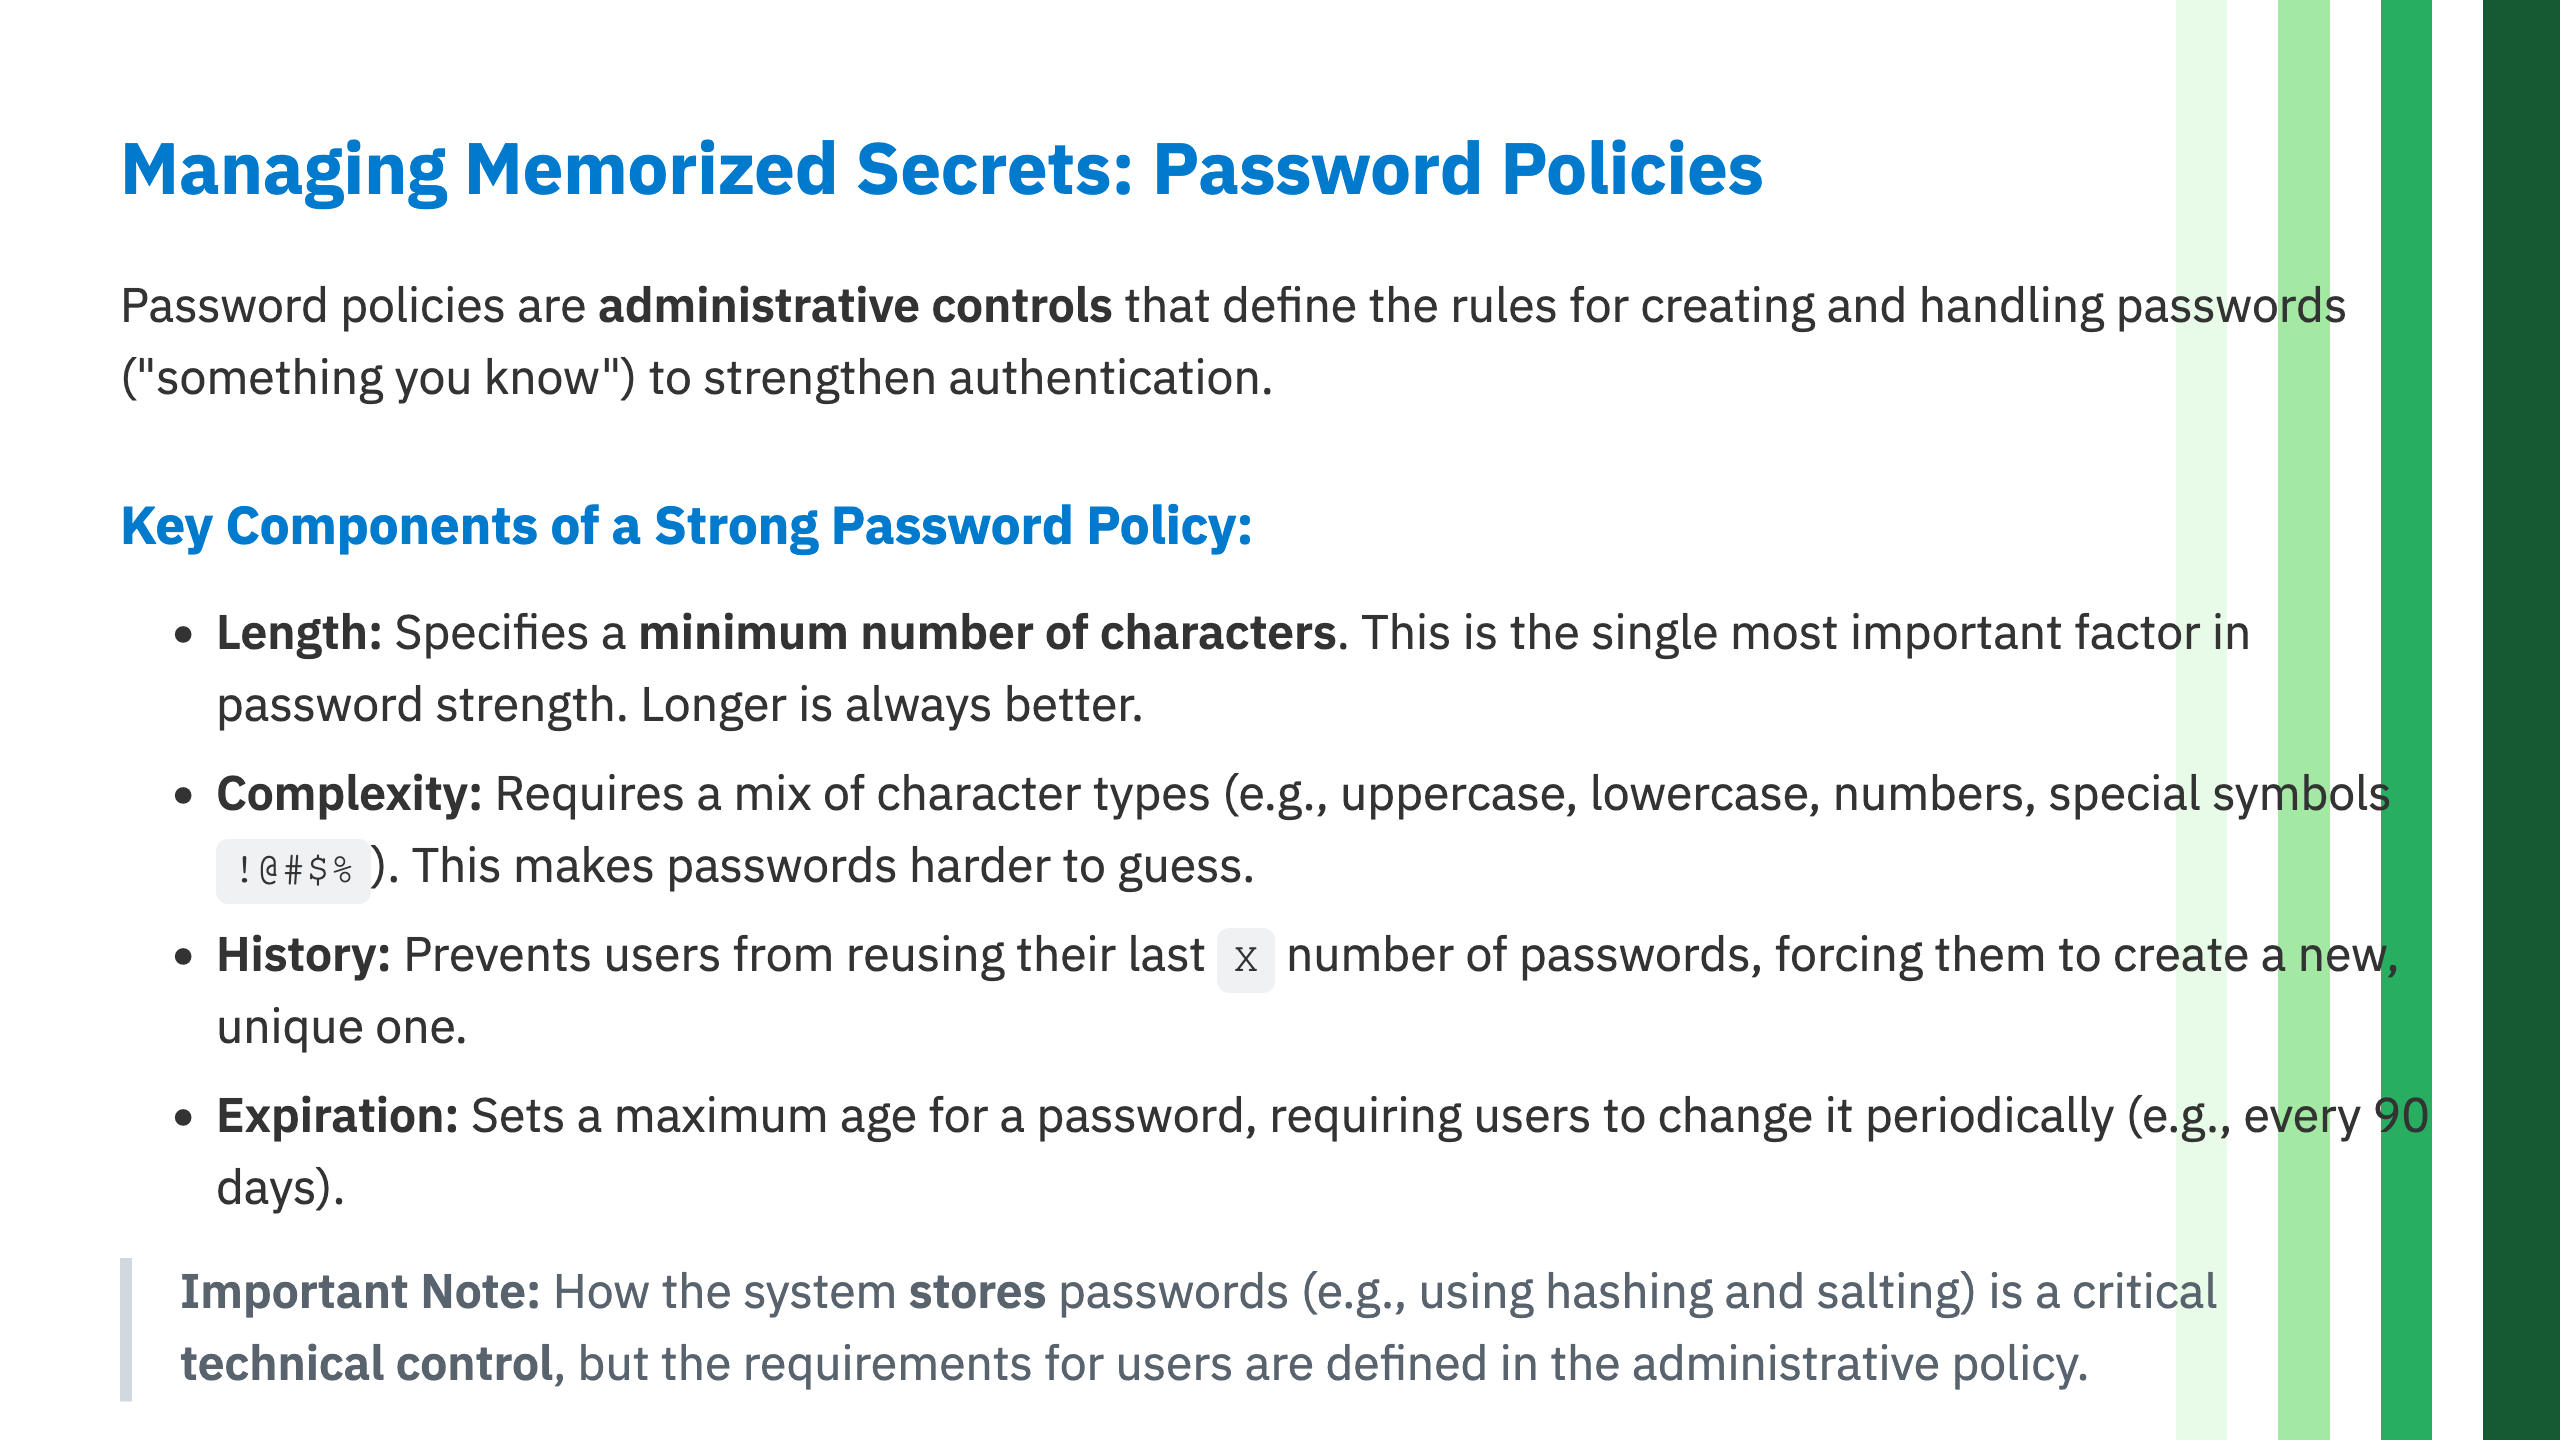 Managing Memorized Secrets: Password Policies
Password policies are administrative controls that define the rules for creating and handling passwords
("something you know") to strengthen authentication.
Key Components of a Strong Password Policy:
• Length: Specifies a minimum number of characters. This is the single most important factor in
password strength. Longer is always better.
• Complexity: Requires a mix of character types (e.g., uppercase, lowercase, numbers, special symbols
!@#$%). This makes passwords harder to guess.
• History: Prevents users from reusing their last X number of passwords, forcing them to create a new,
unique one.
• Expiration: Sets a maximum age for a password, requiring users to change it periodically (e.g., every 90
days).
Important Note: How the system stores passwords (e.g., using hashing and salting) is a critical
technical control, but the requirements for users are defined in the administrative policy.